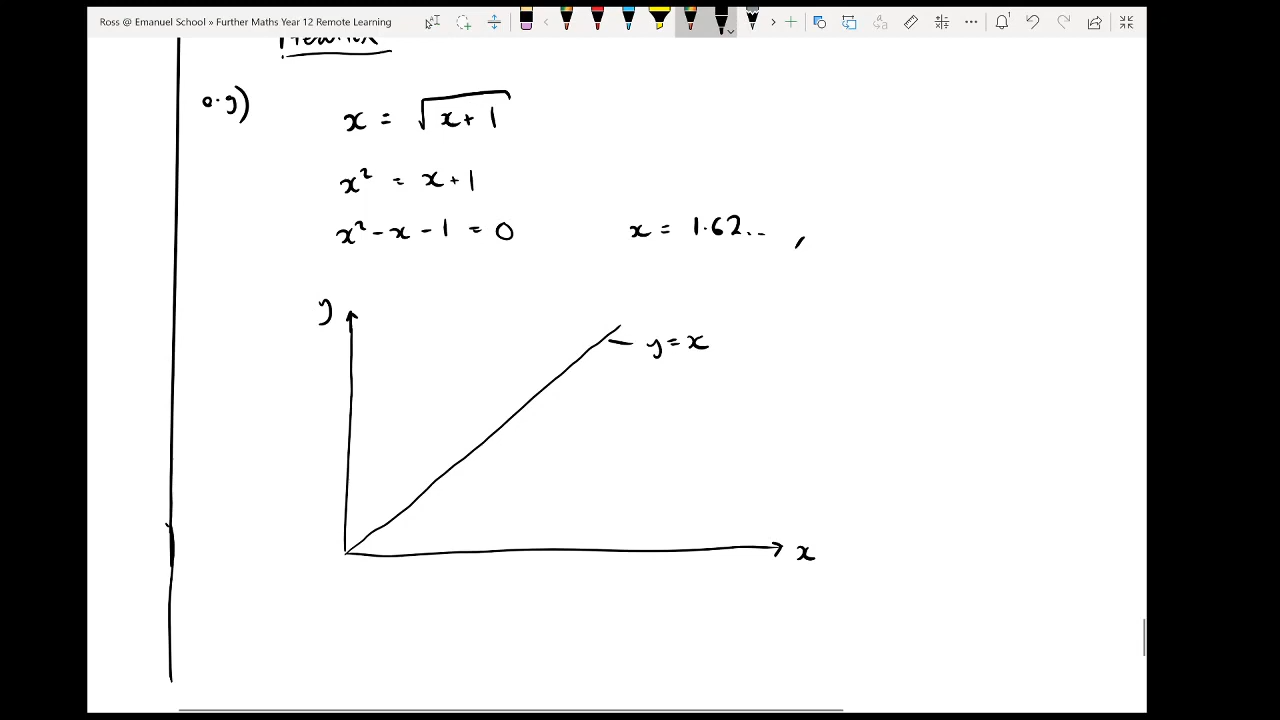 Ross @ Emanuel School » Further Maths Year 12 Remote Learning
e.g)
x = √x+1
x² = x+1
x² - x - 1 = 0
x = 1.62.. ,
y
y = x
x